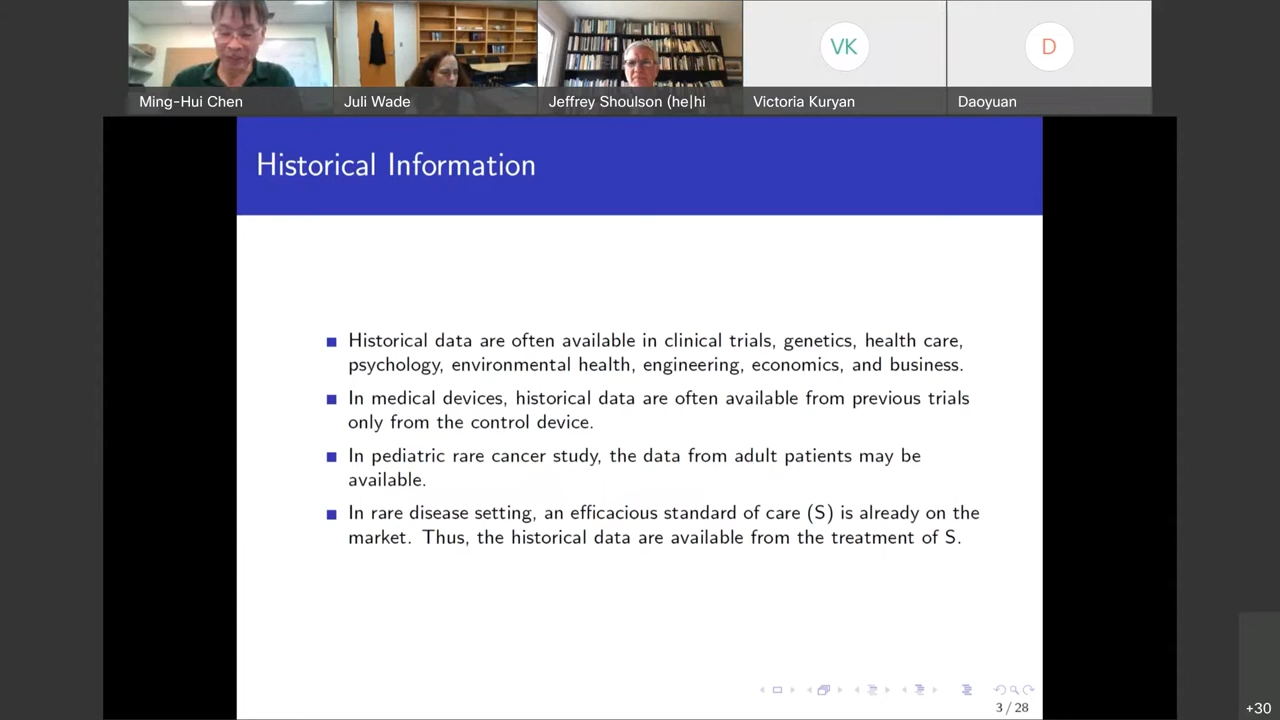 Ming-Hui Chen
Juli Wade
Jeffrey Shoulson (he|hi
VK
Victoria Kuryan
D
Daoyuan
Historical Information
Historical data are often available in clinical trials, genetics, health care,
psychology, environmental health, engineering, economics, and business.
In medical devices, historical data are often available from previous trials
only from the control device.
In pediatric rare cancer study, the data from adult patients may be
available.
In rare disease setting, an efficacious standard of care (S) is already on the
market. Thus, the historical data are available from the treatment of S.
3 / 28
+30